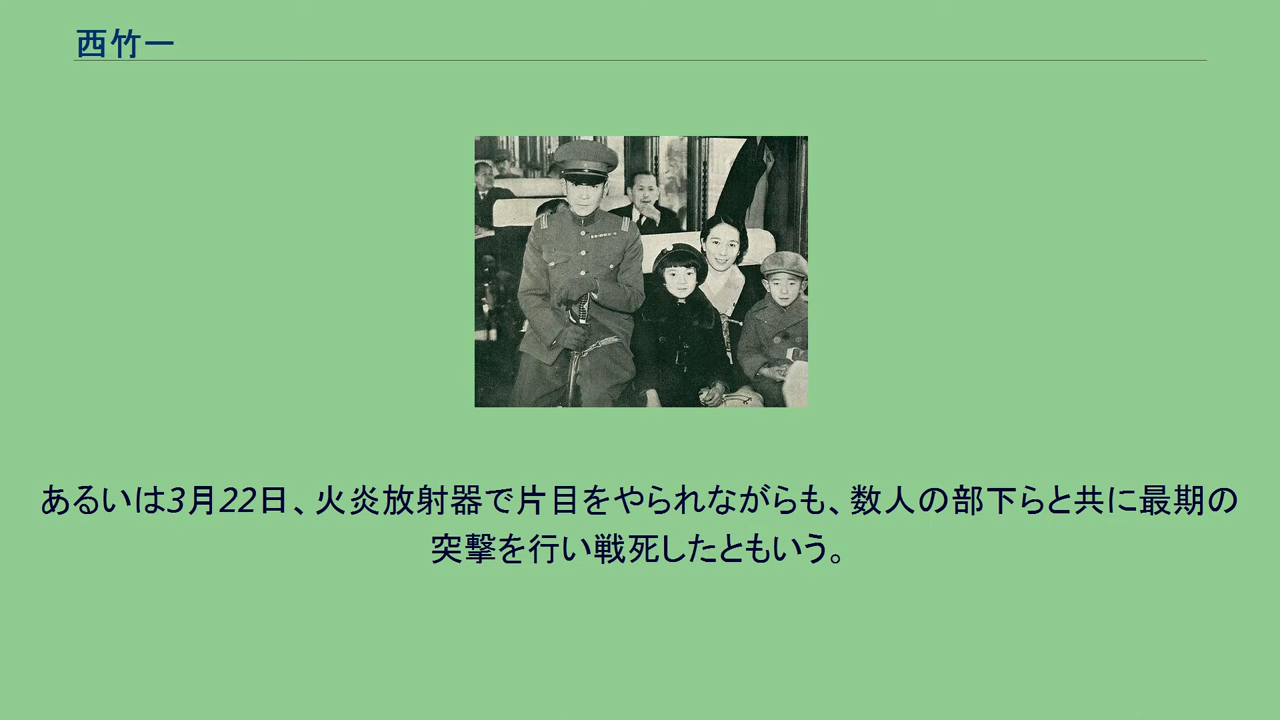 西竹一
あるいは3月22日、火炎放射器で片目をやられながらも、数人の部下らと共に最期の
突撃を行い戦死したともいう。